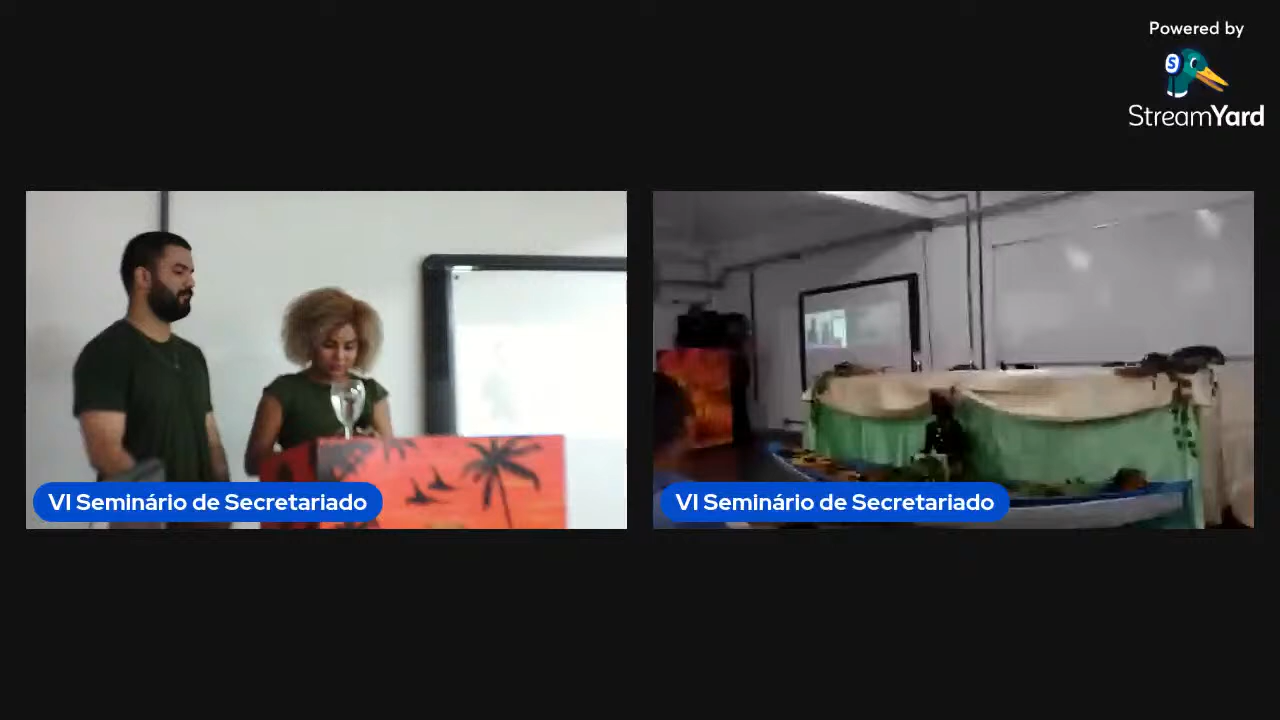 Powered by
S
StreamYard
VI Seminário de Secretariado
VI Seminário de Secretariado